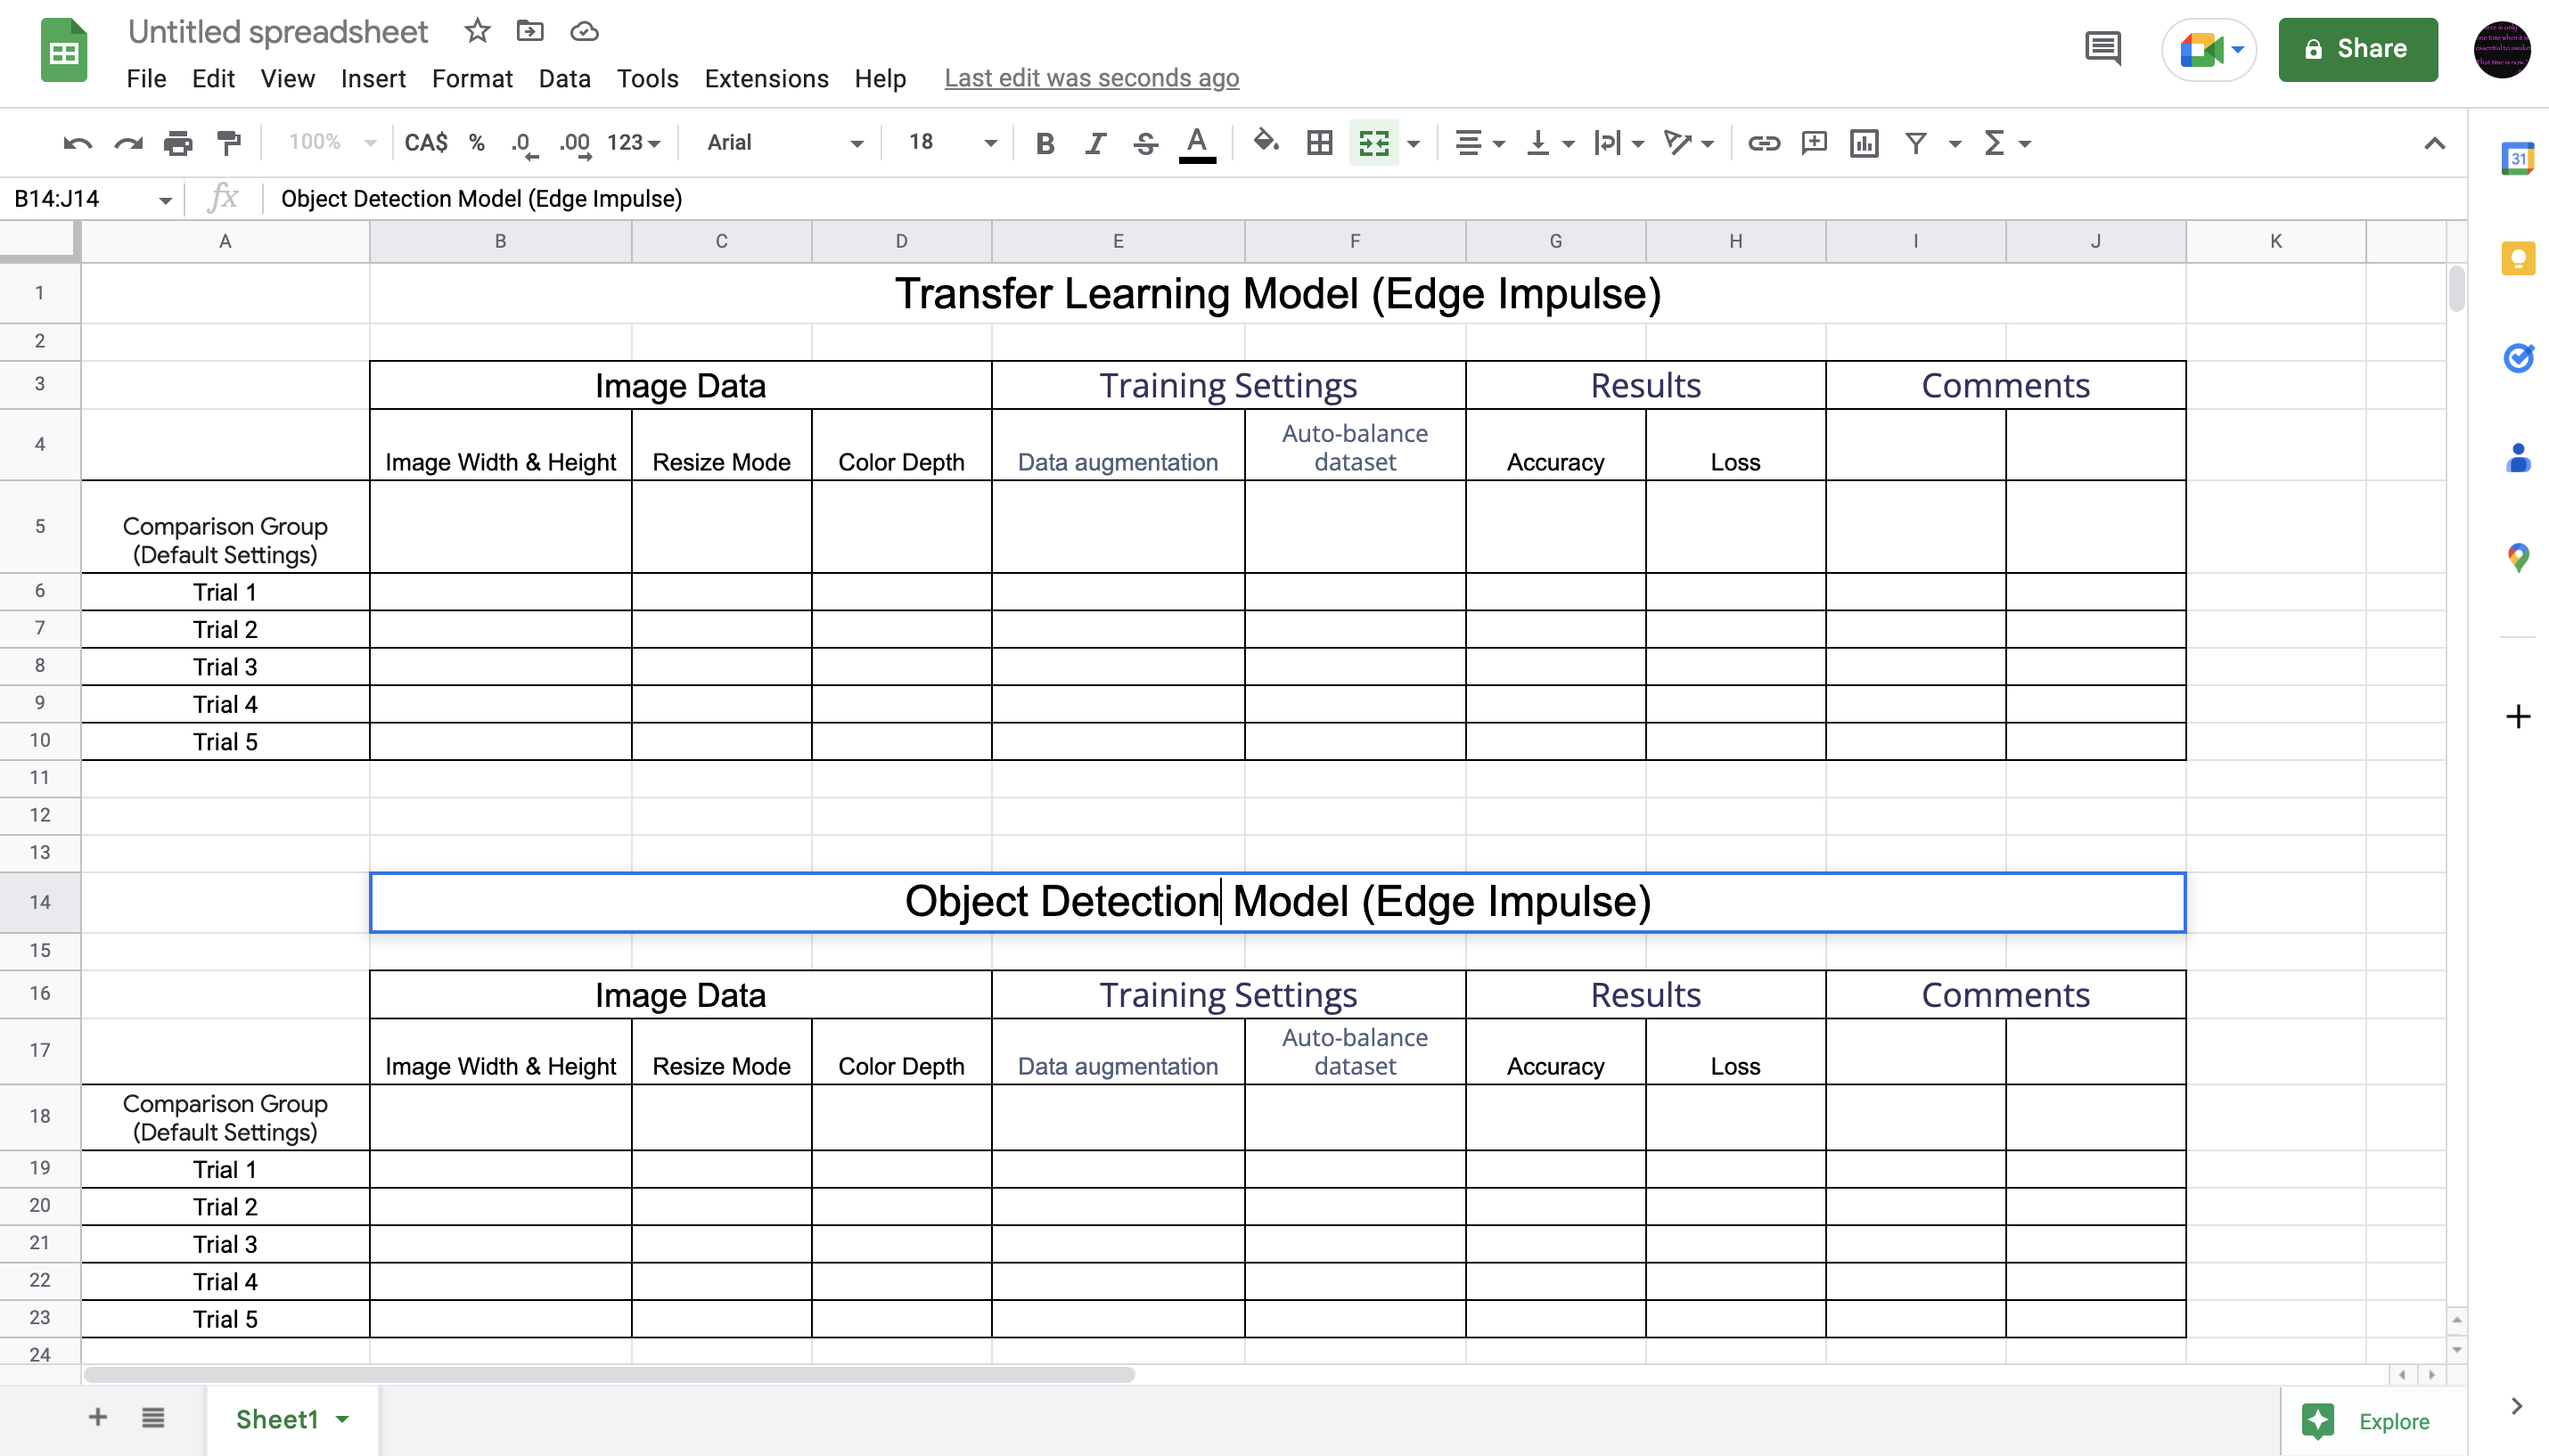 Untitled spreadsheet
File Edit View Insert Format Data Tools Extensions Help Last edit was seconds ago
Share
100% CA$ % .0 .00 123 Arial 18 B I S A
31
B14:J14 fx Object Detection Model (Edge Impulse)
A B C D E F G H I J K
1 Transfer Learning Model (Edge Impulse)
2
3 Image Data Training Settings Results Comments
4 Image Width & Height Resize Mode Color Depth Data augmentation Auto-balance dataset Accuracy Loss
5 Comparison Group (Default Settings)
6 Trial 1
7 Trial 2
8 Trial 3
9 Trial 4
10 Trial 5
11
12
13
14 Object Detection Model (Edge Impulse)
15
16 Image Data Training Settings Results Comments
17 Image Width & Height Resize Mode Color Depth Data augmentation Auto-balance dataset Accuracy Loss
18 Comparison Group (Default Settings)
19 Trial 1
20 Trial 2
21 Trial 3
22 Trial 4
23 Trial 5
24
Sheet1 Explore